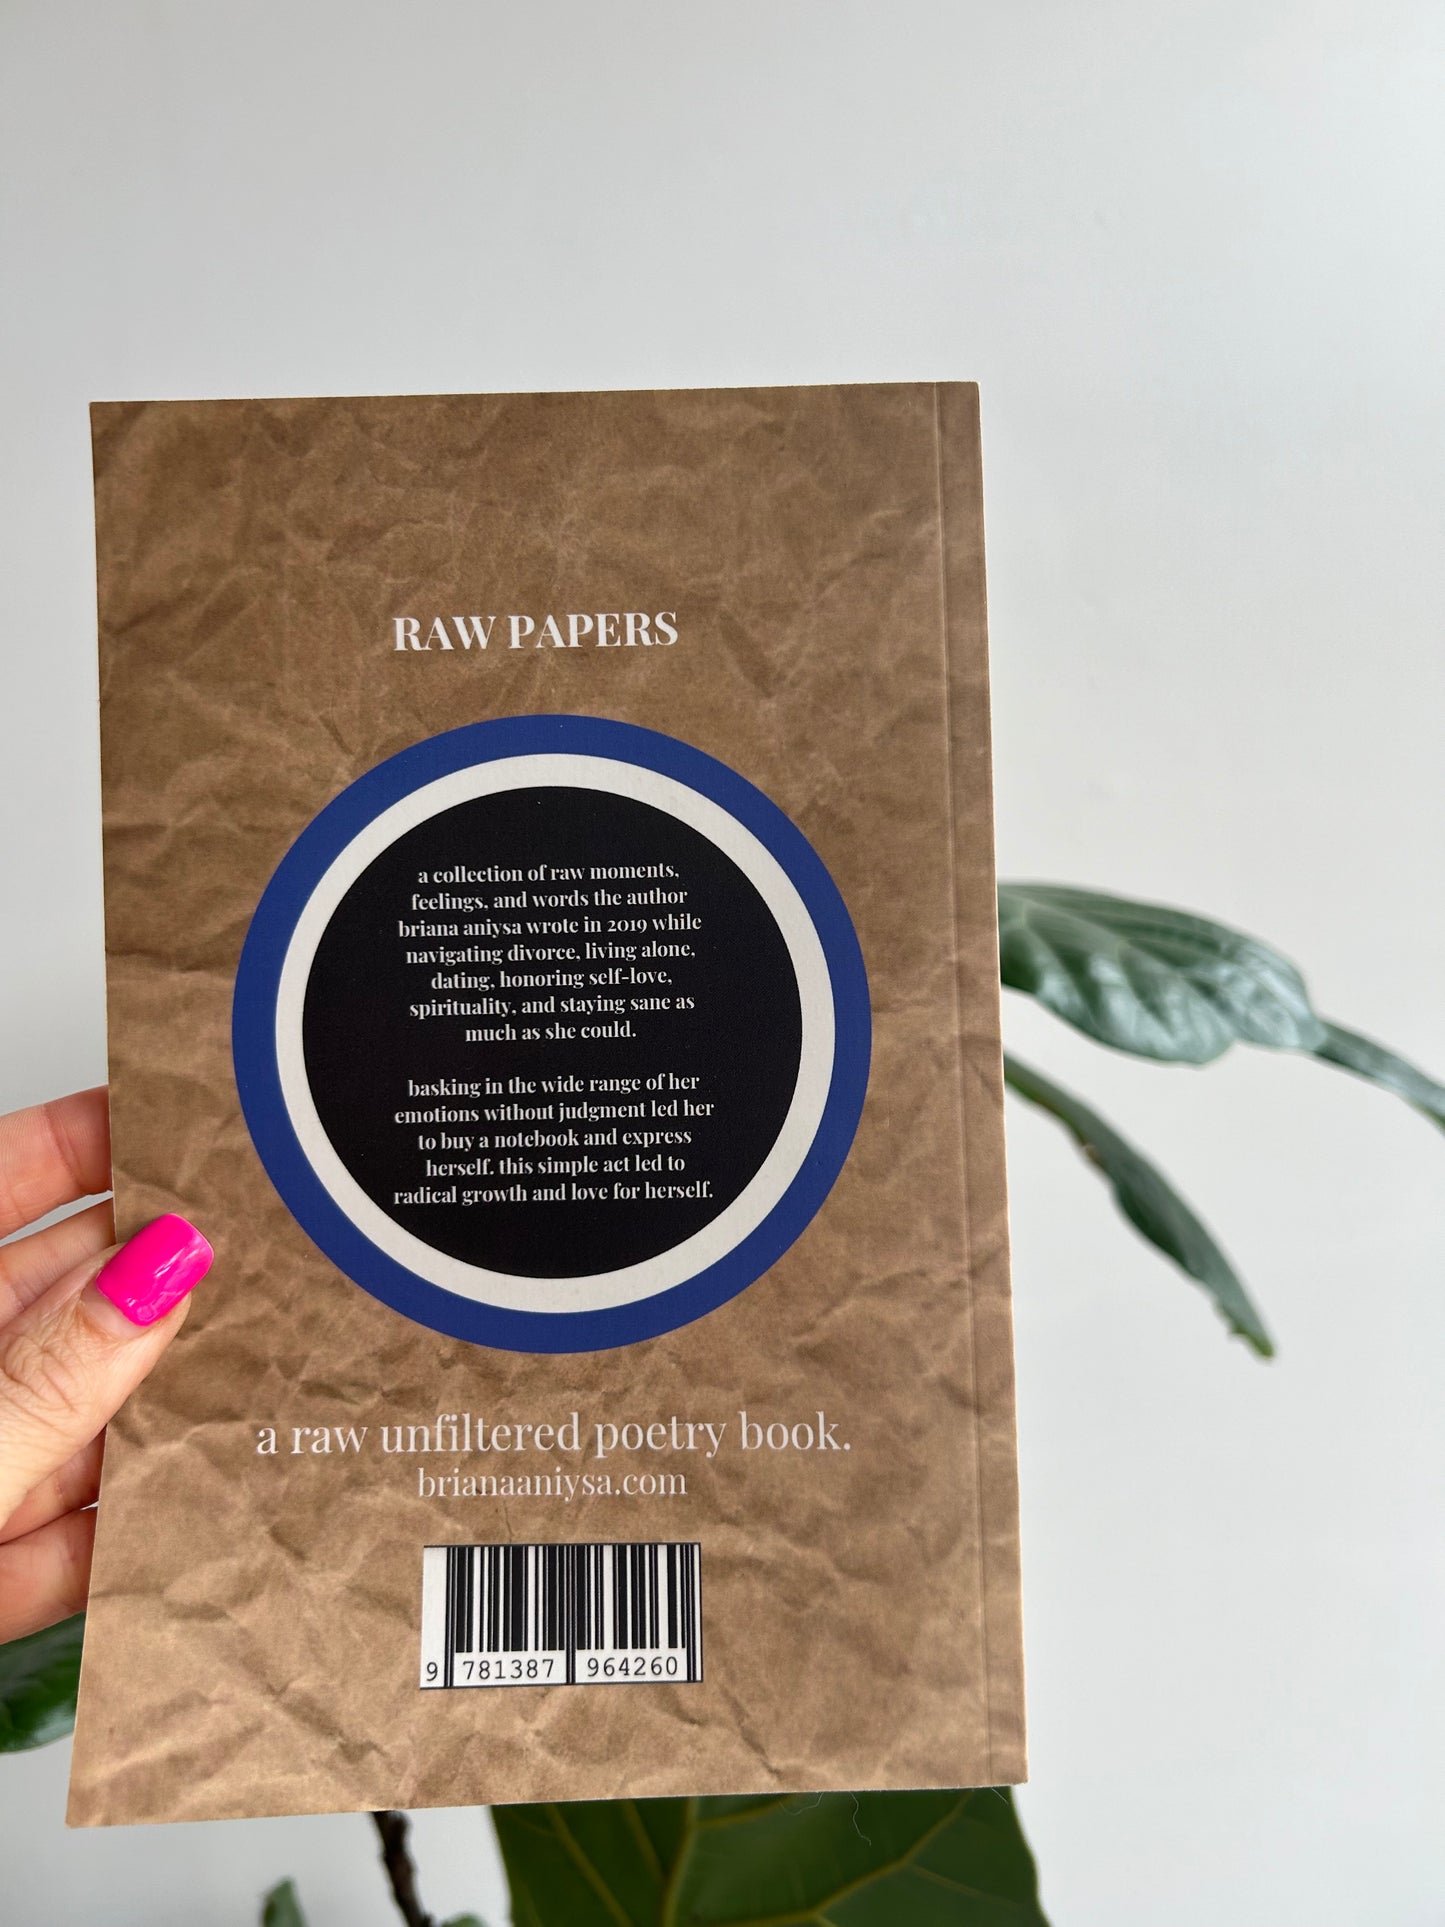 RAW PAPERS
a collection of raw moments,
feelings, and words the author
briana aniysa wrote in 2019 while
navigating divorce, living alone,
dating, honoring self-love,
spirituality, and staying sane as
much as she could.
basking in the wide range of her
emotions without judgment led her
to buy a notebook and express
herself. this simple act led to
radical growth and love for herself.
a raw unfiltered poetry book.
brianaaniysa.com
9 781387 964260